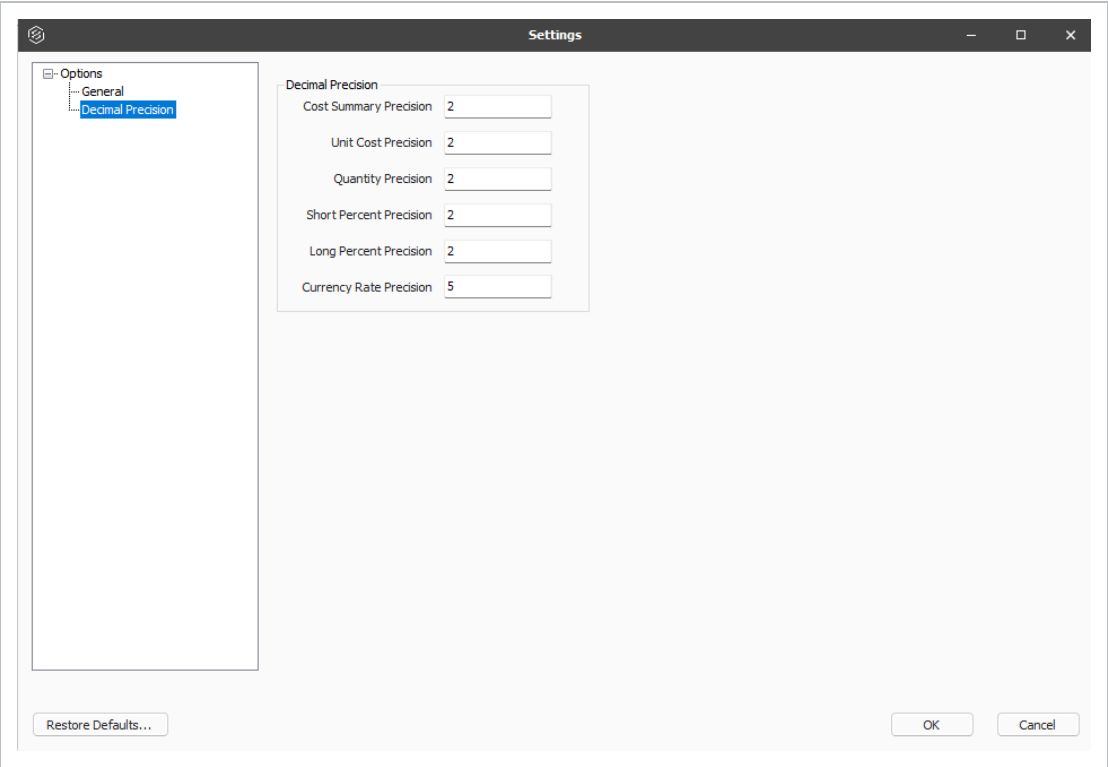 Settings
Options
General
Decimal Precision
Decimal Precision
Cost Summary Precision 2
Unit Cost Precision 2
Quantity Precision 2
Short Percent Precision 2
Long Percent Precision 2
Currency Rate Precision 5
Restore Defaults...
OK
Cancel